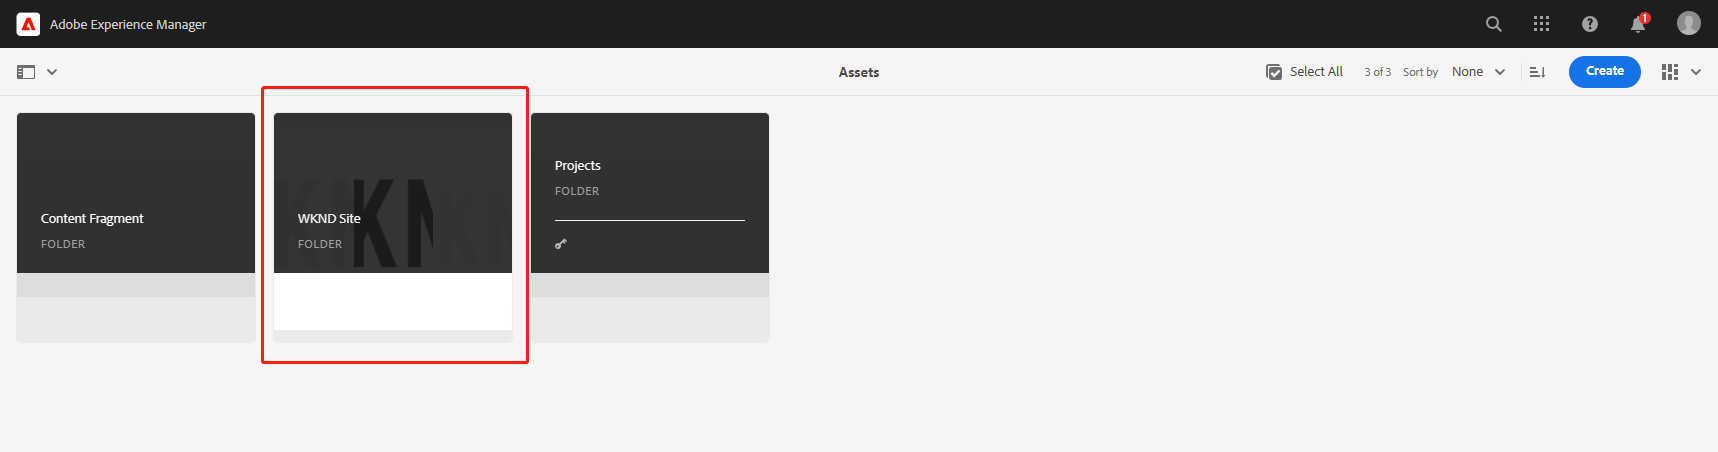 Adobe Experience Manager
1
Assets
Select All
3 of 3
Sort by
None
Create
Content Fragment
FOLDER
WKND Site
FOLDER
Projects
FOLDER